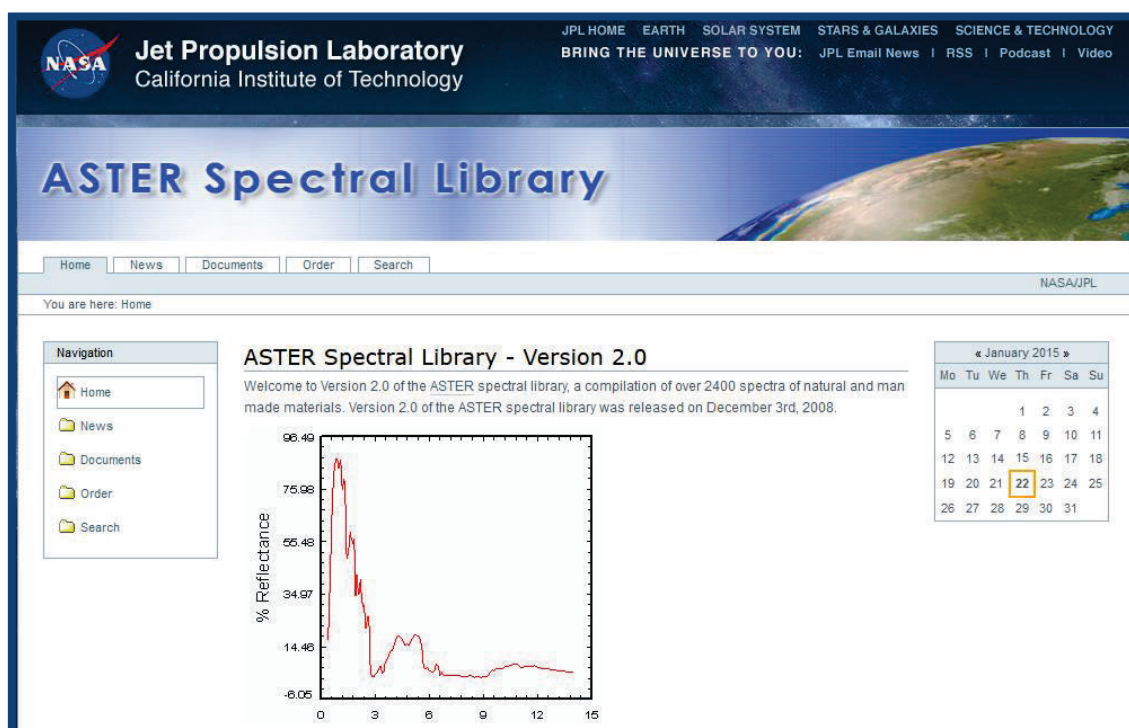 NASA
Jet Propulsion Laboratory
California Institute of Technology
JPL HOME EARTH SOLAR SYSTEM STARS & GALAXIES SCIENCE & TECHNOLOGY
BRING THE UNIVERSE TO YOU: JPL Email News | RSS | Podcast | Video
ASTER Spectral Library
Home News Documents Order Search
NASA/JPL
You are here: Home
Navigation
Home
News
Documents
Order
Search
ASTER Spectral Library - Version 2.0
Welcome to Version 2.0 of the ASTER spectral library, a compilation of over 2400 spectra of natural and man
made materials. Version 2.0 of the ASTER spectral library was released on December 3rd, 2008.
% Reflectance
96.49
75.98
55.48
34.97
14.46
-6.05
0 3 6 9 12 15
« January 2015 »
Mo Tu We Th Fr Sa Su
1 2 3 4
5 6 7 8 9 10 11
12 13 14 15 16 17 18
19 20 21 22 23 24 25
26 27 28 29 30 31